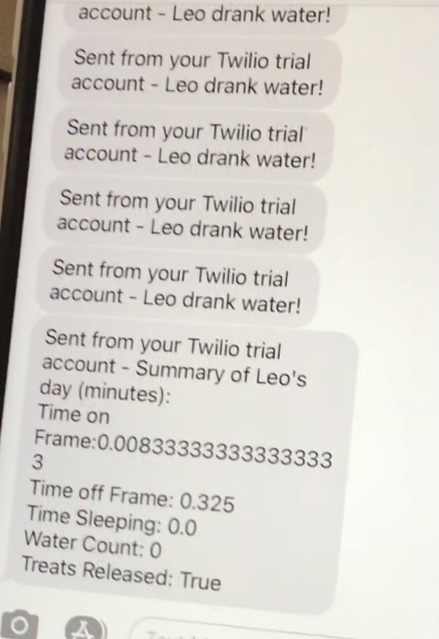 account - Leo drank water!
Sent from your Twilio trial
account - Leo drank water!
Sent from your Twilio trial
account - Leo drank water!
Sent from your Twilio trial
account - Leo drank water!
Sent from your Twilio trial
account - Leo drank water!
Sent from your Twilio trial
account - Summary of Leo's
day (minutes):
Time on
Frame:0.00833333333333333
3
Time off Frame: 0.325
Time Sleeping: 0.0
Water Count: 0
Treats Released: True